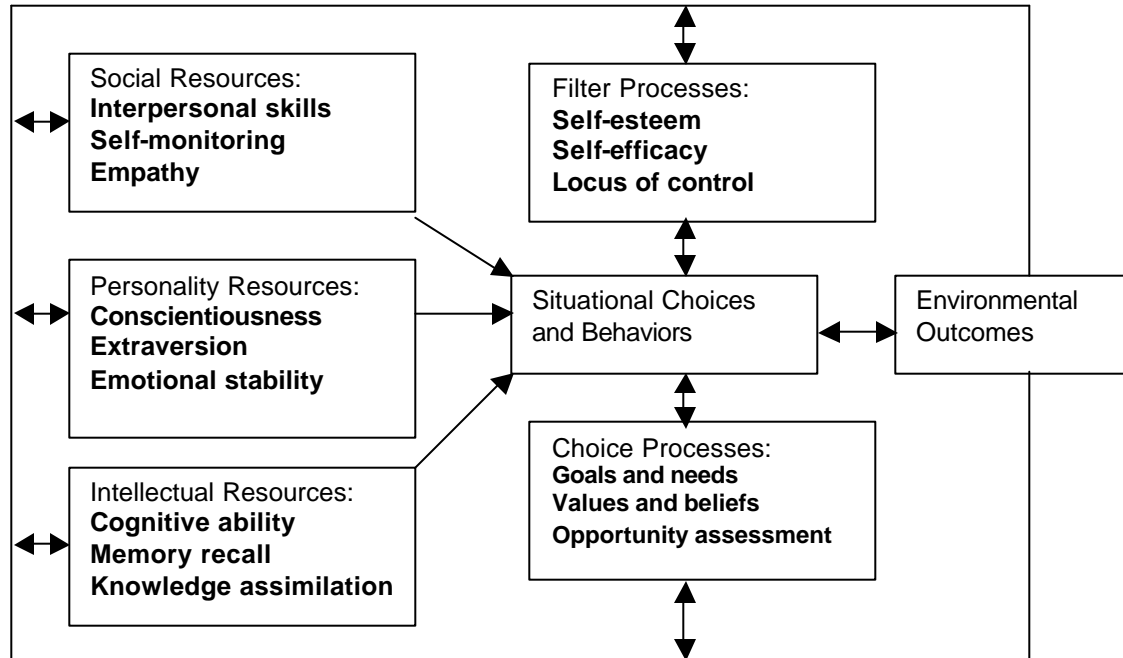 Social Resources:
Interpersonal skills
Self-monitoring
Empathy
Filter Processes:
Self-esteem
Self-efficacy
Locus of control
Personality Resources:
Conscientiousness
Extraversion
Emotional stability
Situational Choices
and Behaviors
Environmental
Outcomes
Intellectual Resources:
Cognitive ability
Memory recall
Knowledge assimilation
Choice Processes:
Goals and needs
Values and beliefs
Opportunity assessment